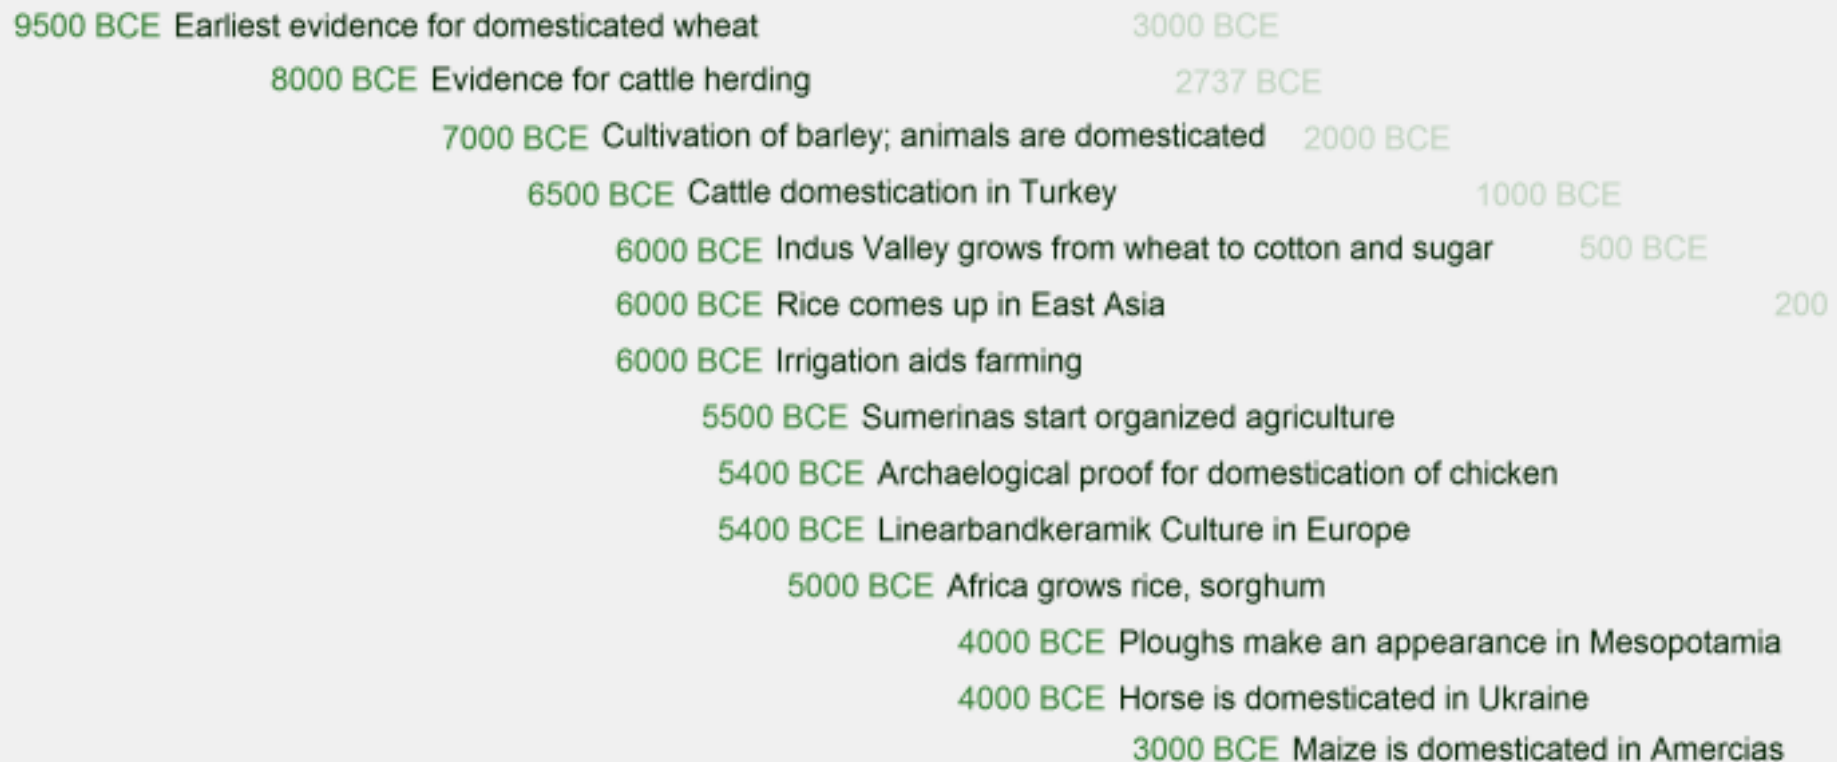 9500 BCE Earliest evidence for domesticated wheat 3000 BCE
8000 BCE Evidence for cattle herding 2737 BCE
7000 BCE Cultivation of barley; animals are domesticated 2000 BCE
6500 BCE Cattle domestication in Turkey 1000 BCE
6000 BCE Indus Valley grows from wheat to cotton and sugar 500 BCE
6000 BCE Rice comes up in East Asia 200
6000 BCE Irrigation aids farming
5500 BCE Sumerinas start organized agriculture
5400 BCE Archaelogical proof for domestication of chicken
5400 BCE Linearbandkeramik Culture in Europe
5000 BCE Africa grows rice, sorghum
4000 BCE Ploughs make an appearance in Mesopotamia
4000 BCE Horse is domesticated in Ukraine
3000 BCE Maize is domesticated in Amercias